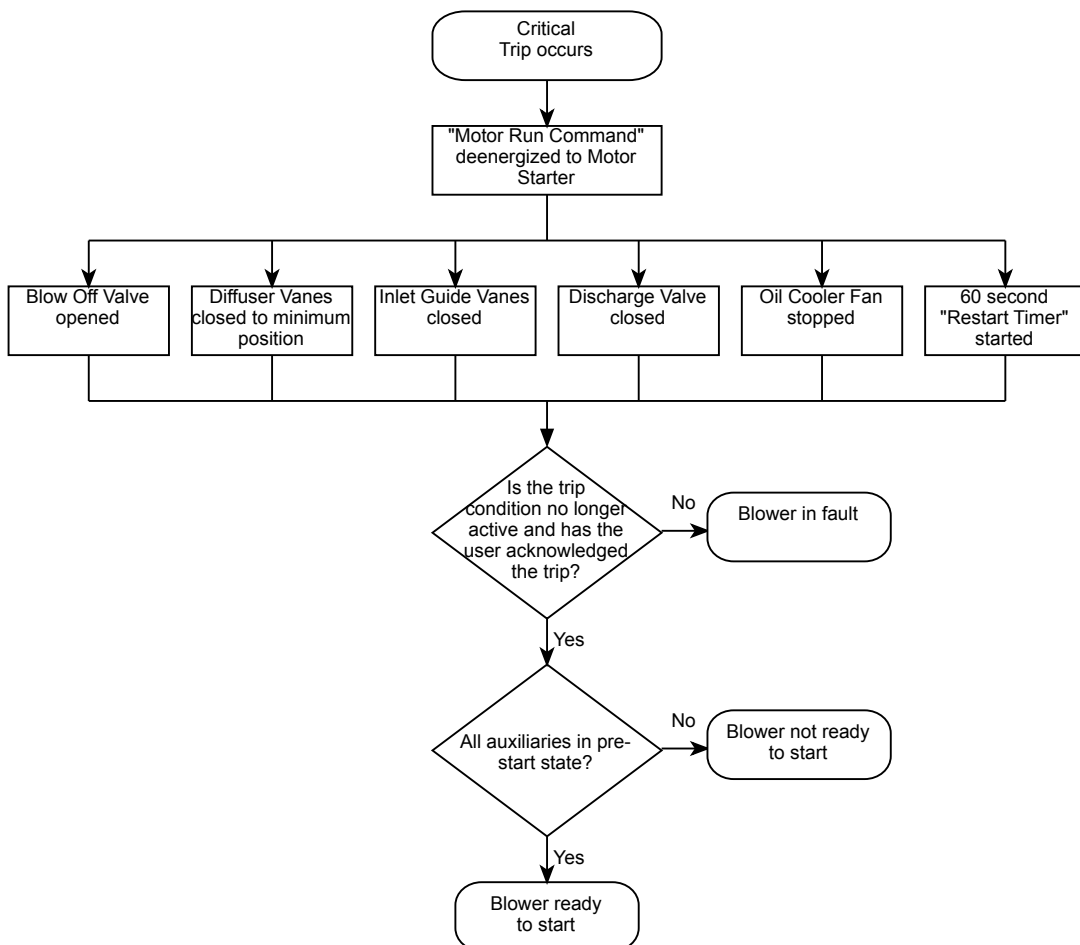 Critical
Trip occurs
"Motor Run Command"
deenergized to Motor
Starter
Blow Off Valve
opened
Diffuser Vanes
closed to minimum
position
Inlet Guide Vanes
closed
Discharge Valve
closed
Oil Cooler Fan
stopped
60 second
"Restart Timer"
started
Is the trip
condition no longer
active and has the
user acknowledged
the trip?
No
Blower in fault
Yes
All auxiliaries in pre-
start state?
No
Blower not ready
to start
Yes
Blower ready
to start